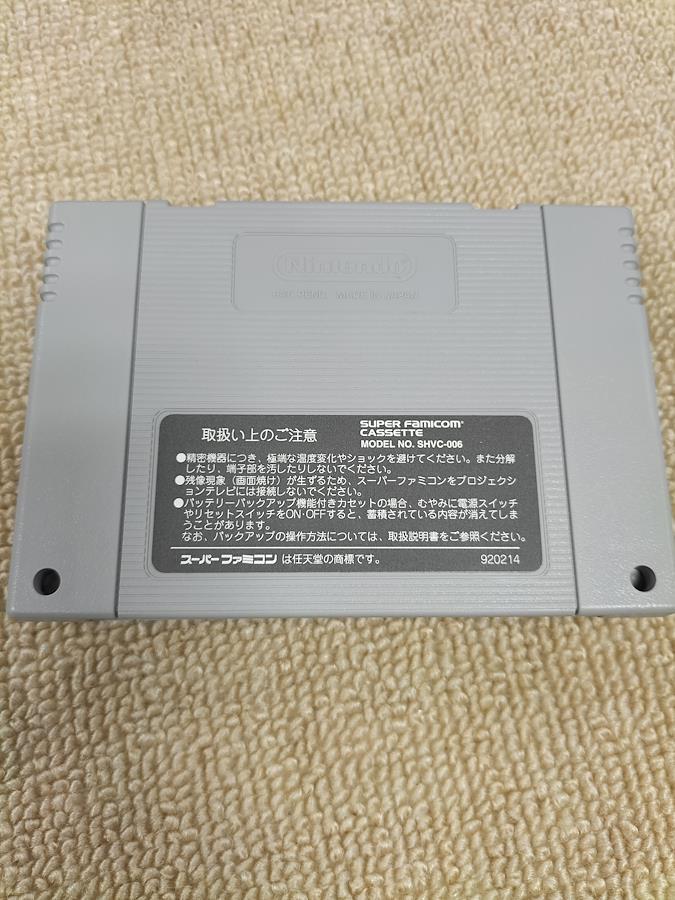 Nintendo
PAT. PEND. MADE IN JAPAN
取扱い上のご注意
SUPER FAMICOM
CASSETTE
MODEL NO. SHVC-006
●精密機器につき、極端な温度変化やショックを避けてください。また分解
したり、端子部を汚したりしないでください。
●残像現象（画面焼け）が生ずるため、スーパーファミコンをプロジェクシ
ョンテレビには接続しないでください。
●バッテリーバックアップ機能付きカセットの場合、むやみに電源スイッチ
やリセットスイッチをON・OFFすると、蓄積されている内容が消えてしま
うことがあります。
なお、バックアップの操作方法については、取扱説明書をご参照ください。
スーパーファミコン は任天堂の商標です。
920214